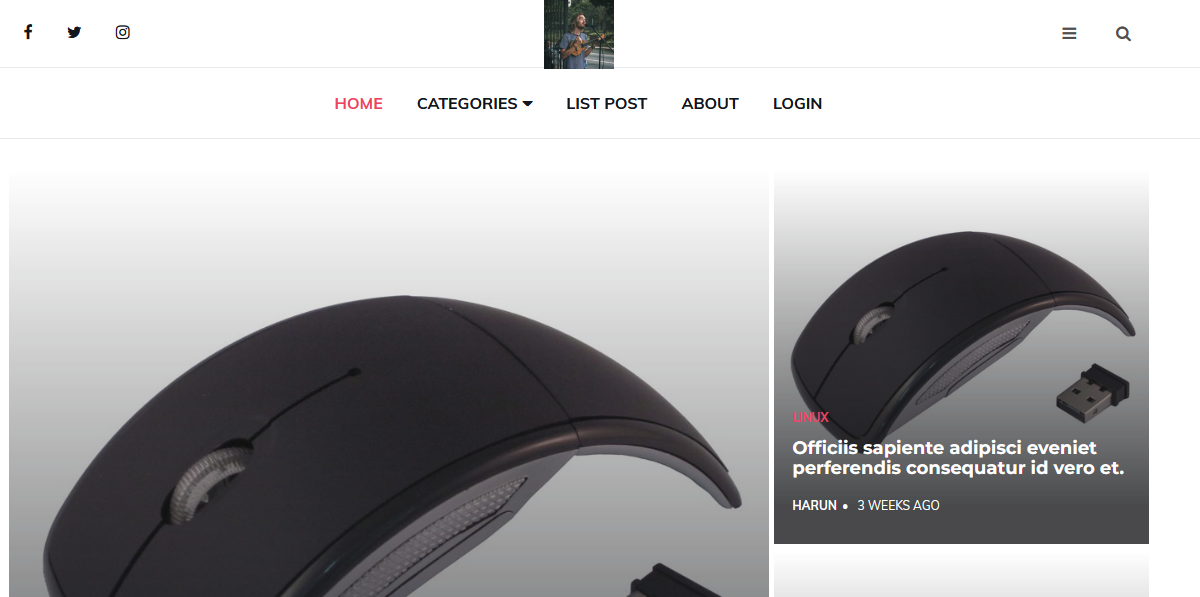 HOME CATEGORIES LIST POST ABOUT LOGIN
LINUX
Officiis sapiente adipisci eveniet
perferendis consequatur id vero et.
HARUN • 3 WEEKS AGO